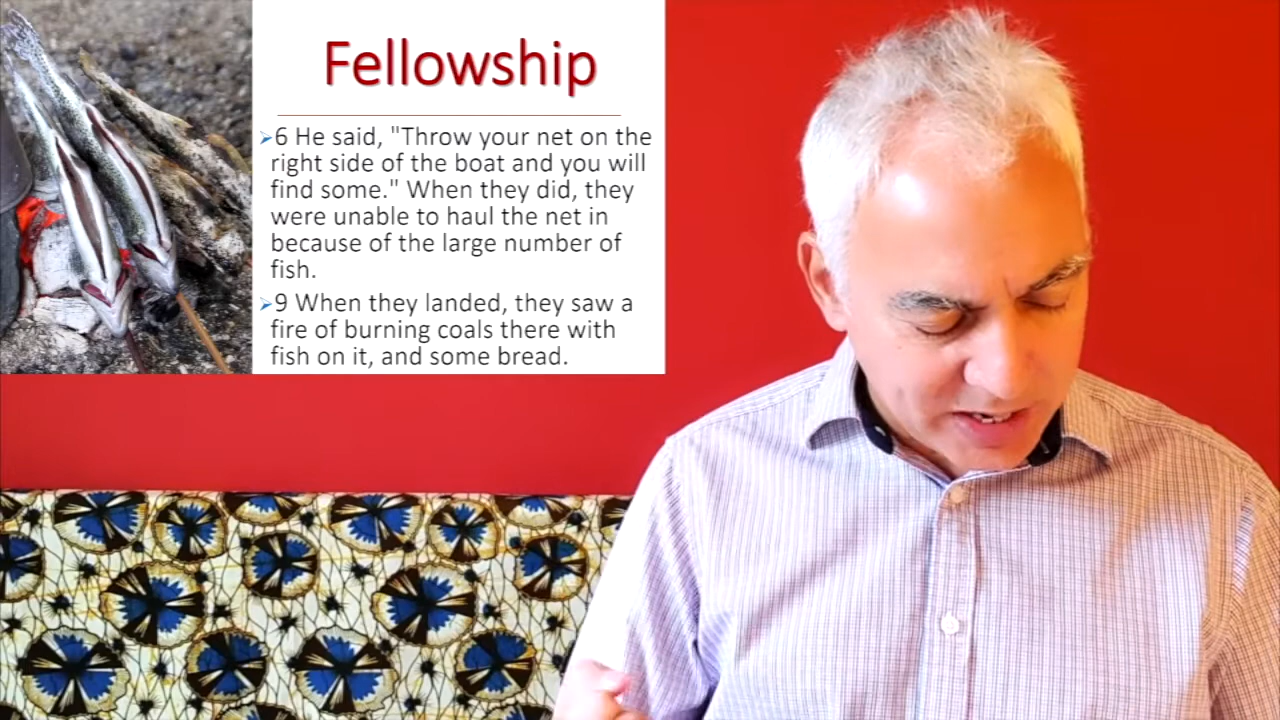 Fellowship
➢6 He said, "Throw your net on the
right side of the boat and you will
find some." When they did, they
were unable to haul the net in
because of the large number of
fish.
➢9 When they landed, they saw a
fire of burning coals there with
fish on it, and some bread.